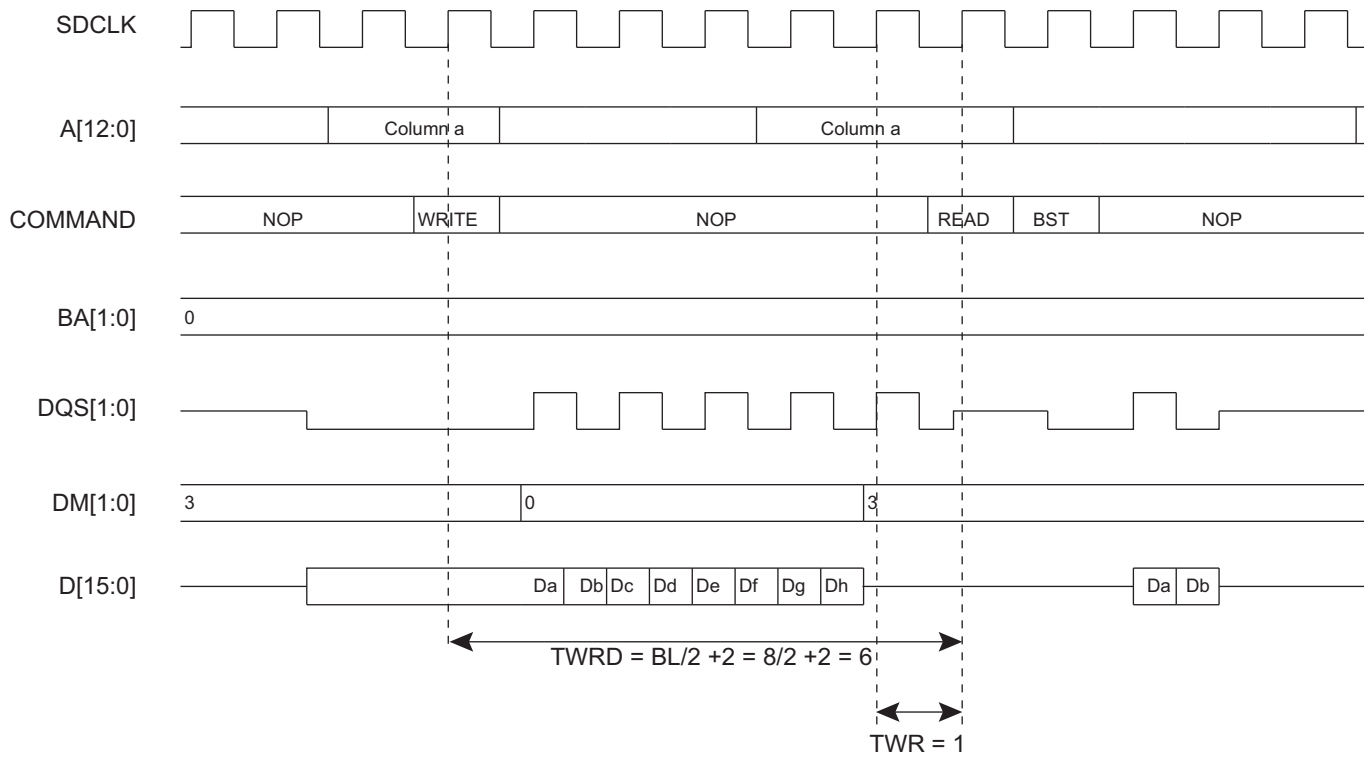 SDCLK
A[12:0] Column a Column a
COMMAND NOP WRITE NOP READ BST NOP
BA[1:0] 0
DQS[1:0]
DM[1:0] 3 0 3
D[15:0] Da Db Dc Dd De Df Dg Dh Da Db
TWRD = BL/2 +2 = 8/2 +2 = 6
TWR = 1